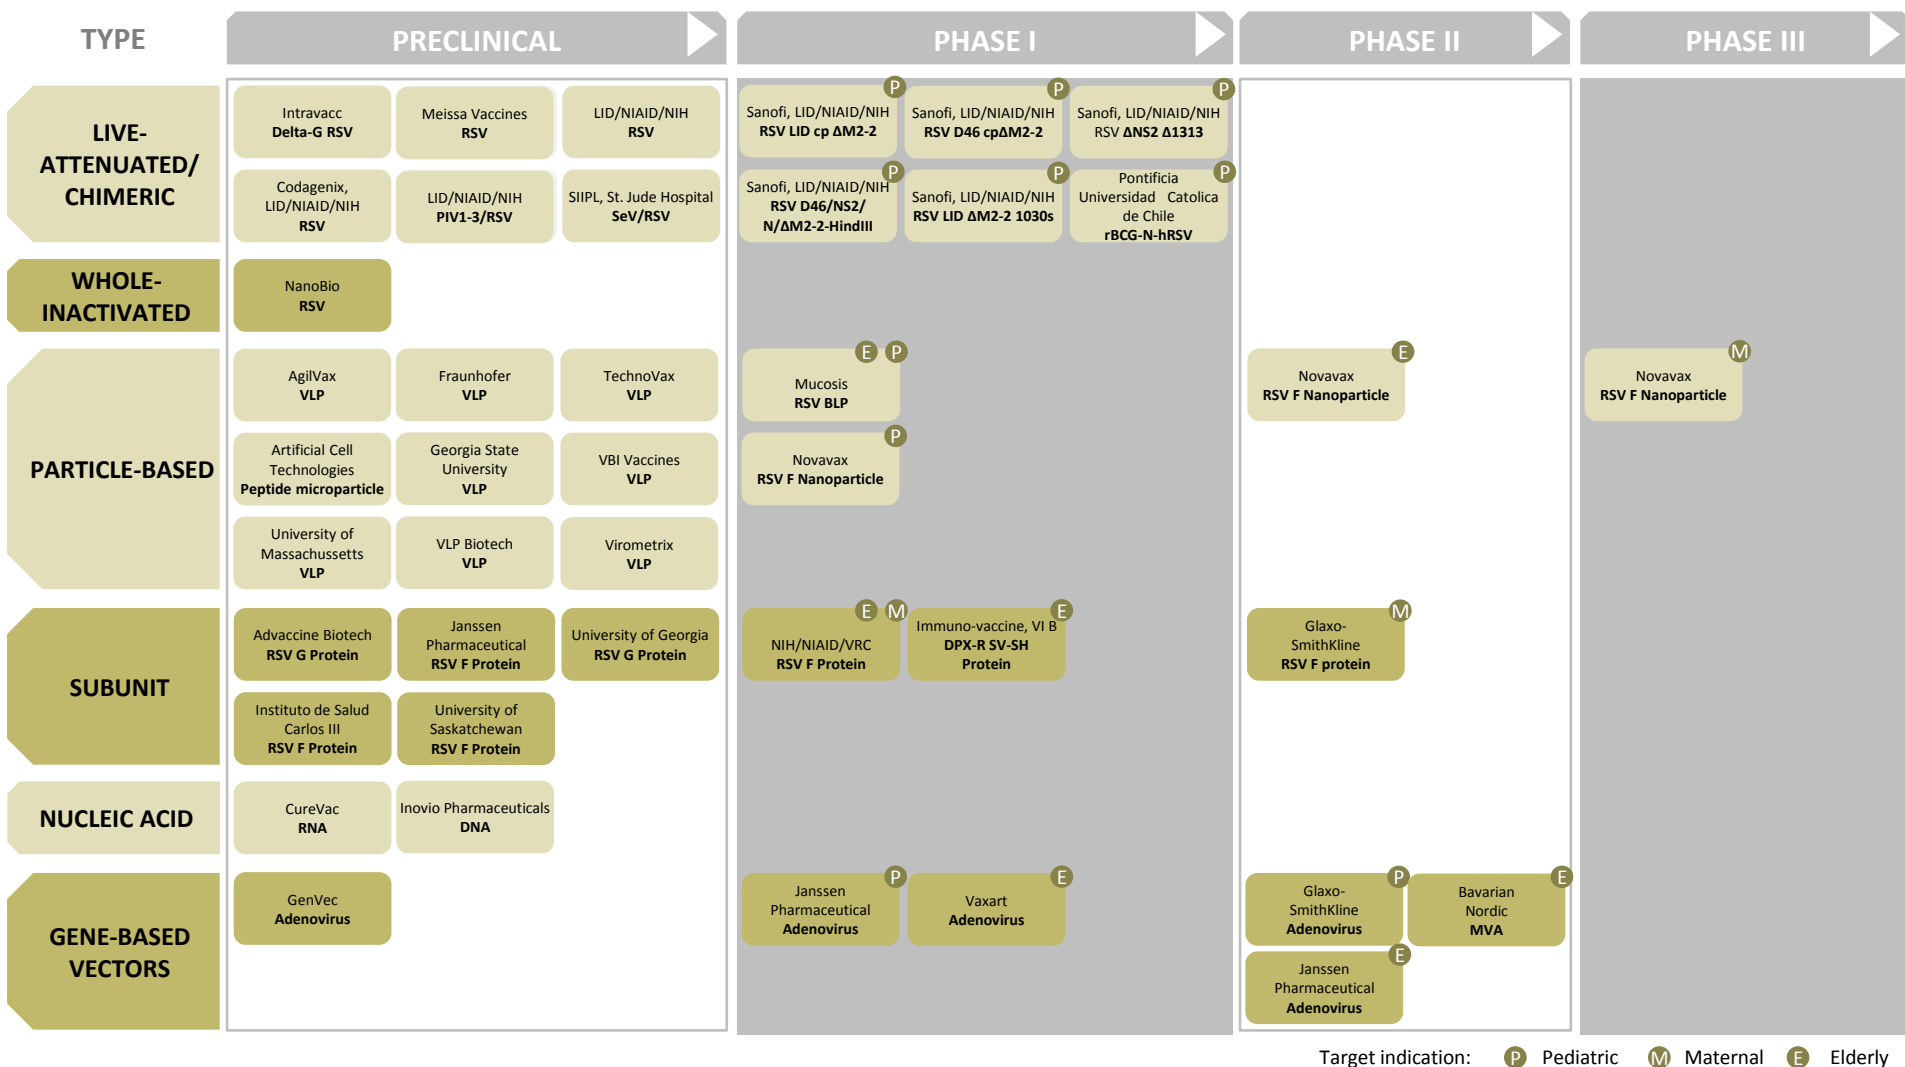 TYPE
PRECLINICAL
PHASE I
PHASE II
PHASE III
LIVE-
ATTENUATED/
CHIMERIC
Intravacc
Delta-G RSV
Meissa Vaccines
RSV
LID/NIAID/NIH
RSV
P
Sanofi, LID/NIAID/NIH
RSV LID cp ΔM2-2
P
Sanofi, LID/NIAID/NIH
RSV D46 cpΔM2-2
P
Sanofi, LID/NIAID/NIH
RSV ΔNS2 Δ1313
Codagenix,
LID/NIAID/NIH
RSV
LID/NIAID/NIH
PIV1-3/RSV
SIIPL, St. Jude Hospital
SeV/RSV
P
Sanofi, LID/NIAID/NIH
RSV D46/NS2/
N/ΔM2-2-HindIII
P
Sanofi, LID/NIAID/NIH
RSV LID ΔM2-2 1030s
P
Pontificia
Universidad Catolica
de Chile
rBCG-N-hRSV
WHOLE-
INACTIVATED
NanoBio
RSV
PARTICLE-BASED
AgilVax
VLP
Fraunhofer
VLP
TechnoVax
VLP
E P
Mucosis
RSV BLP
E
Novavax
RSV F Nanoparticle
M
Novavax
RSV F Nanoparticle
Artificial Cell
Technologies
Peptide microparticle
Georgia State
University
VLP
VBI Vaccines
VLP
P
Novavax
RSV F Nanoparticle
University of
Massachussetts
VLP
VLP Biotech
VLP
Virometrix
VLP
SUBUNIT
Advaccine Biotech
RSV G Protein
Janssen
Pharmaceutical
RSV F Protein
University of Georgia
RSV G Protein
E M
NIH/NIAID/VRC
RSV F Protein
E
Immuno-vaccine, VI B
DPX-R SV-SH
Protein
M
Glaxo-
SmithKline
RSV F protein
Instituto de Salud
Carlos III
RSV F Protein
University of
Saskatchewan
RSV F Protein
NUCLEIC ACID
CureVac
RNA
Inovio Pharmaceuticals
DNA
GENE-BASED
VECTORS
GenVec
Adenovirus
P
Janssen
Pharmaceutical
Adenovirus
E
Vaxart
Adenovirus
P
Glaxo-
SmithKline
Adenovirus
E
Bavarian
Nordic
MVA
E
Janssen
Pharmaceutical
Adenovirus
Target indication: P Pediatric M Maternal E Elderly